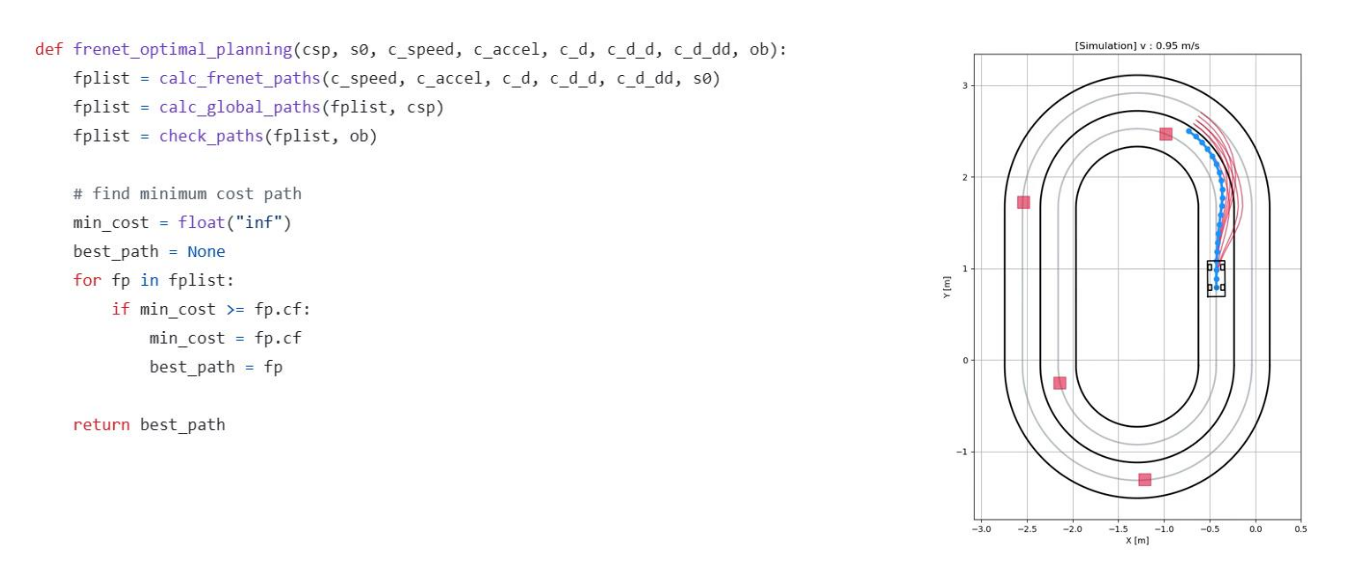 def frenet_optimal_planning(csp, s0, c_speed, c_accel, c_d, c_d_d, c_d_dd, ob):
    fplist = calc_frenet_paths(c_speed, c_accel, c_d, c_d_d, c_d_dd, s0)
    fplist = calc_global_paths(fplist, csp)
    fplist = check_paths(fplist, ob)

    # find minimum cost path
    min_cost = float("inf")
    best_path = None
    for fp in fplist:
        if min_cost >= fp.cf:
            min_cost = fp.cf
            best_path = fp

    return best_path
[Simulation] v : 0.95 m/s
3
2
1
0
−1
Y [m]
−3.0 −2.5 −2.0 −1.5 −1.0 −0.5 0.0 0.5
X [m]